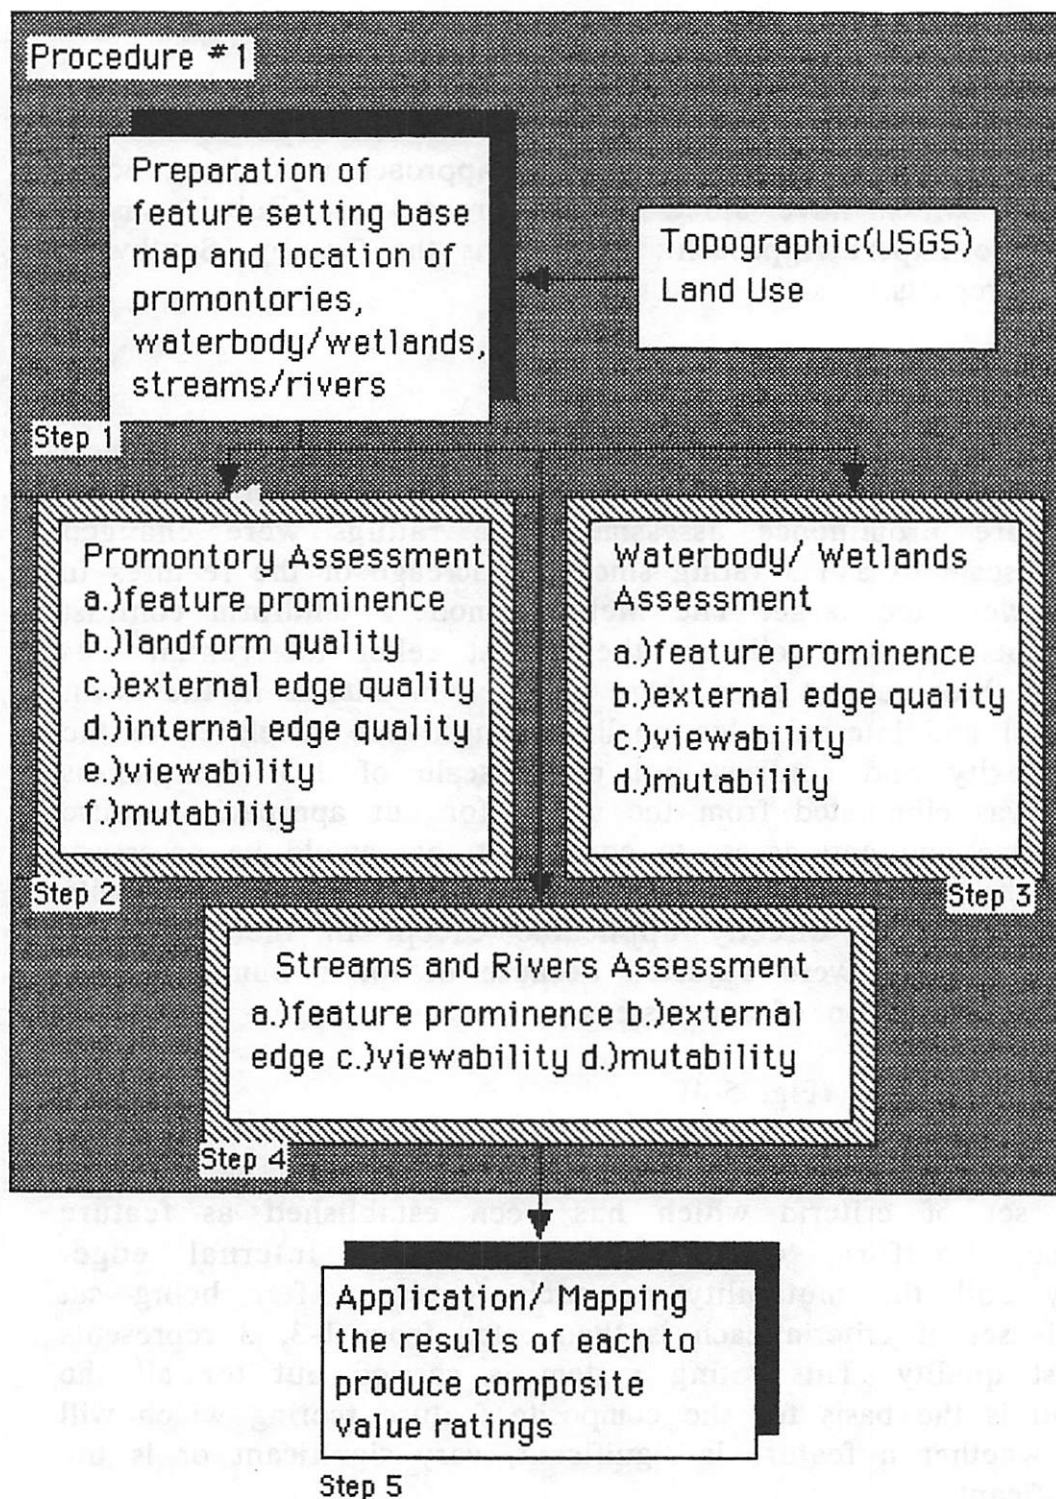 Procedure #1
Preparation of
feature setting base
map and location of
promontories,
waterbody/wetlands,
streams/rivers
Topographic(USGS)
Land Use
Step 1
Promontory Assessment
a.)feature prominence
b.)landform quality
c.)external edge quality
d.)internal edge quality
e.)viewability
f.)mutability
Step 2
Waterbody/ Wetlands
Assessment
a.)feature prominence
b.)external edge quality
c.)viewability
d.)mutability
Step 3
Streams and Rivers Assessment
a.)feature prominence b.)external
edge c.)viewability d.)mutability
Step 4
Application/ Mapping
the results of each to
produce composite
value ratings
Step 5